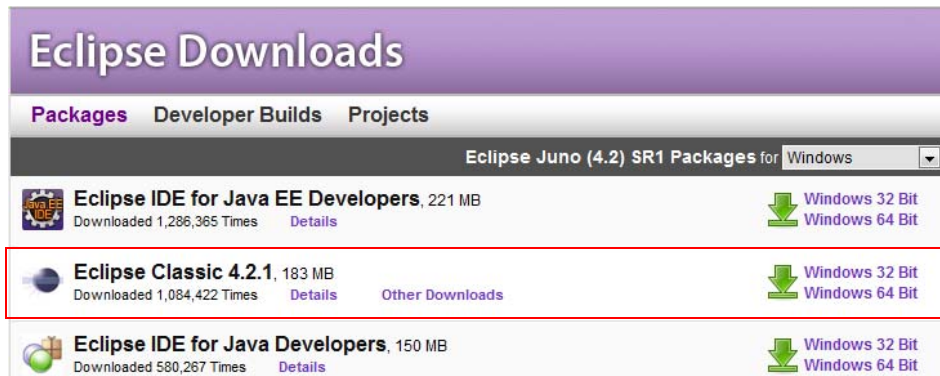 Eclipse Downloads
Packages Developer Builds Projects
Eclipse Juno (4.2) SR1 Packages for Windows
Java EE
IDE
Eclipse IDE for Java EE Developers, 221 MB
Windows 32 Bit
Downloaded 1,286,365 Times Details
Windows 64 Bit
Eclipse Classic 4.2.1, 183 MB
Windows 32 Bit
Downloaded 1,084,422 Times Details Other Downloads
Windows 64 Bit
Eclipse IDE for Java Developers, 150 MB
Windows 32 Bit
Downloaded 580,267 Times Details
Windows 64 Bit